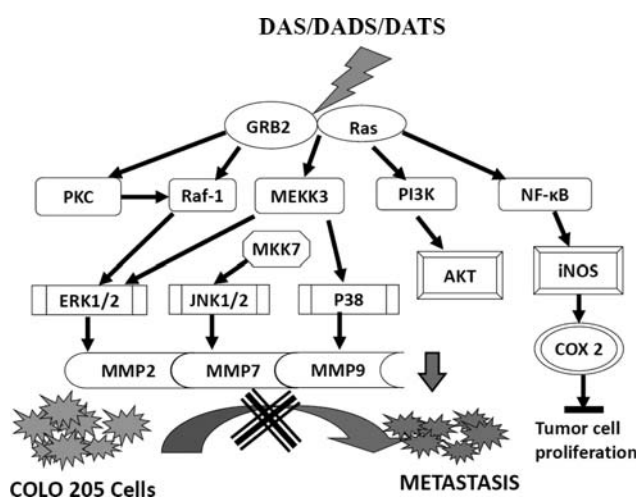 DAS/DADS/DATS
GRB2 Ras
PKC Raf-1 MEKK3 PI3K NF-κB
MKK7
AKT iNOS
ERK1/2 JNK1/2 P38
COX 2
MMP2 MMP7 MMP9
Tumor cell
proliferation
COLO 205 Cells METASTASIS